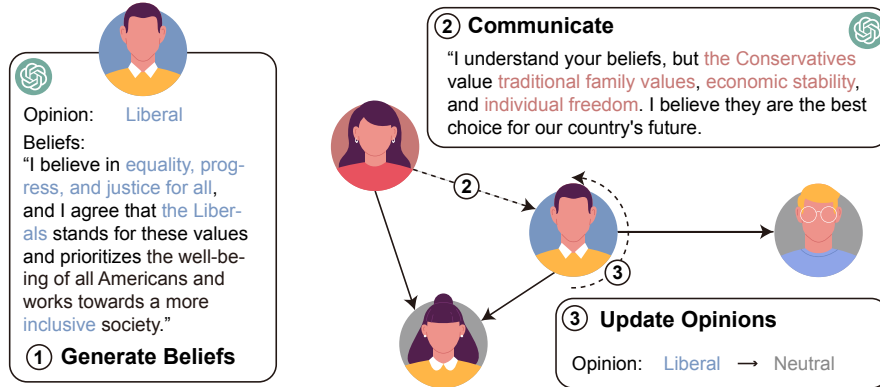 Opinion: Liberal
Beliefs:
“I believe in equality, prog-
ress, and justice for all,
and I agree that the Liber-
als stands for these values
and prioritizes the well-be-
ing of all Americans and
works towards a more
inclusive society.”
1 Generate Beliefs
2 Communicate
“I understand your beliefs, but the Conservatives
value traditional family values, economic stability,
and individual freedom. I believe they are the best
choice for our country's future.
2
3
3 Update Opinions
Opinion: Liberal → Neutral